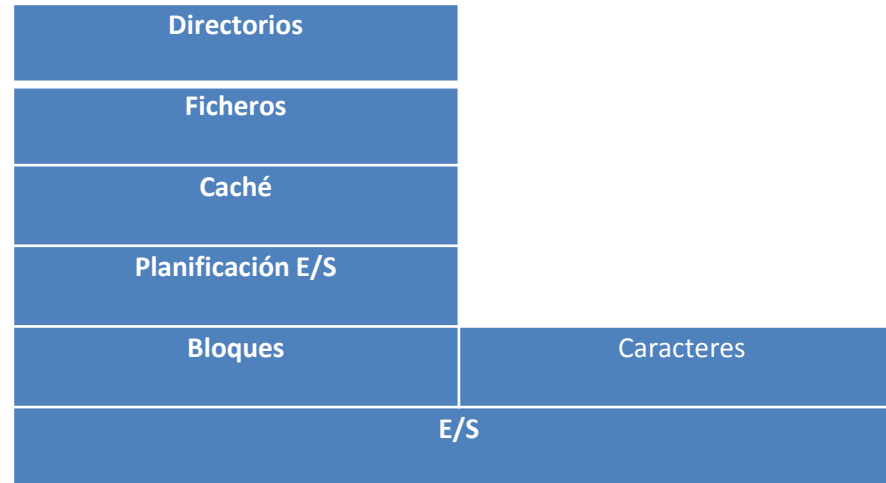 Directorios
Ficheros
Caché
Planificación E/S
Bloques
Caracteres
E/S